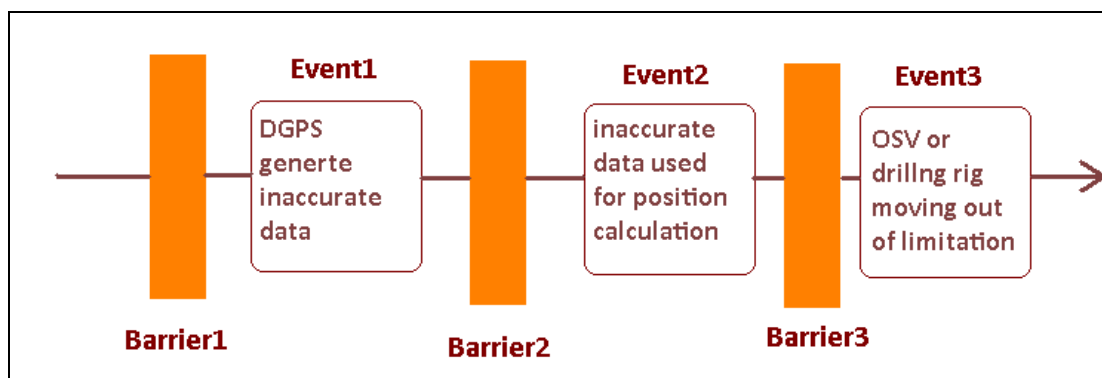 Event1
Event2
Event3
DGPS
generte
inaccurate
data
inaccurate
data used
for position
calculation
OSV or
drillng rig
moving out
of limitation
Barrier1
Barrier2
Barrier3